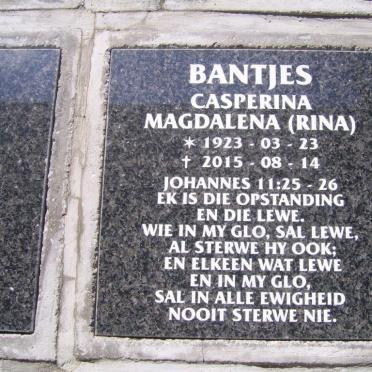 BANTJES
CASPERINA
MAGDALENA (RINA)
✶ 1923 - 03 - 23
† 2015 - 08 - 14
JOHANNES 11:25 - 26
EK IS DIE OPSTANDING
EN DIE LEWE.
WIE IN MY GLO, SAL LEWE,
AL STERWE HY OOK;
EN ELKEEN WAT LEWE
EN IN MY GLO,
SAL IN ALLE EWIGHEID
NOOIT STERWE NIE.